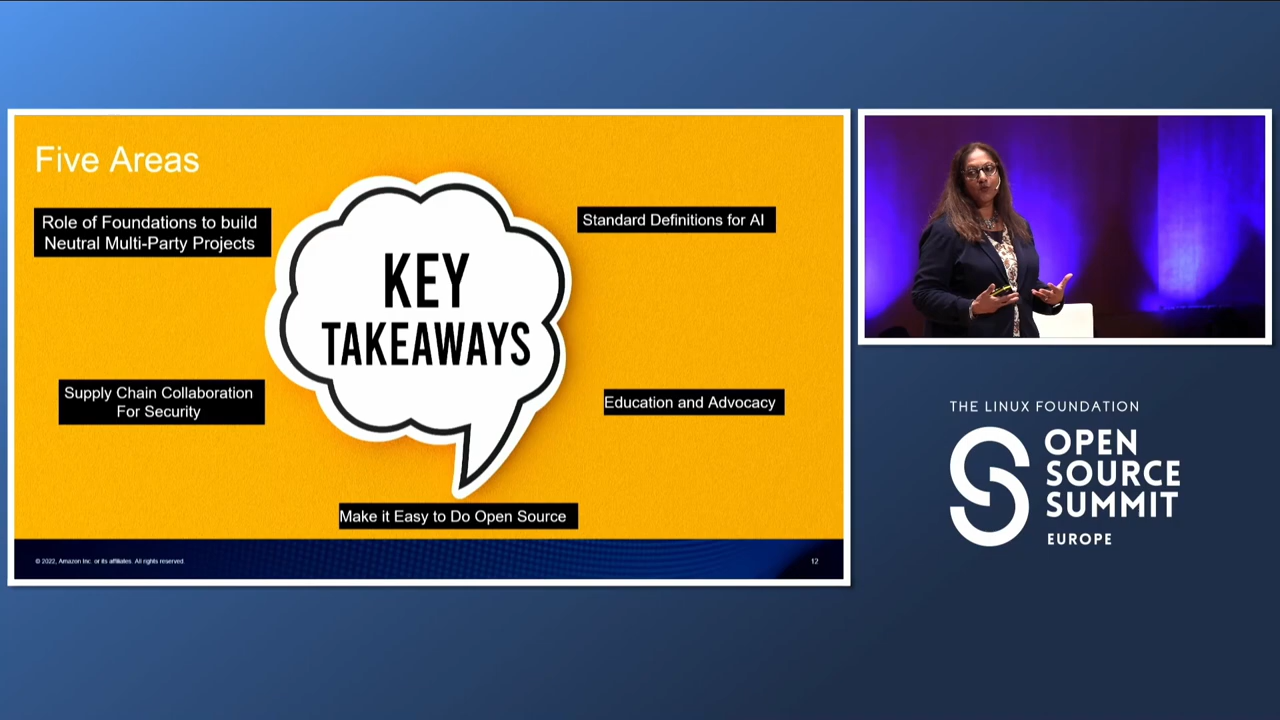 Five Areas
Role of Foundations to build
Neutral Multi-Party Projects
Standard Definitions for AI
KEY
TAKEAWAYS
Supply Chain Collaboration
For Security
Education and Advocacy
Make it Easy to Do Open Source
© 2022, Amazon Inc. or its affiliates. All rights reserved.
12
THE LINUX FOUNDATION
OPEN
SOURCE
SUMMIT
EUROPE